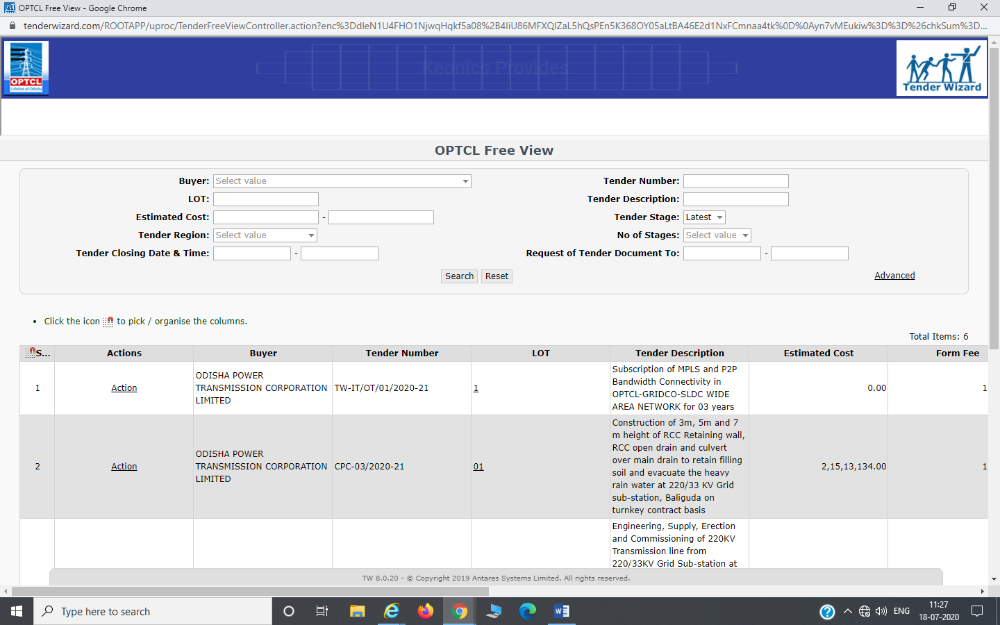 OPTCL Free View - Google Chrome
tenderwizard.com/ROOTAPP/uproc/TenderFreeViewController.action?enc%3DdleN1U4FHO1NjwqHqkf5a08%2B4IiU86MFXQIZaL5hQsPEn5K368OY05aLtBA46E2d1NxFCmnaa4tk%0D%0Ayn7vMEukiw%3D%3D%26chkSum%3D...
OPTCL
Lifeline of Odisha
Keonics Provides
Tender Wizard
OPTCL Free View
Buyer: Select value
Tender Number:
LOT:
Tender Description:
Estimated Cost: -
Tender Stage: Latest
Tender Region: Select value
No of Stages: Select value
Tender Closing Date & Time: -
Request of Tender Document To: -
Search Reset
Advanced
• Click the icon to pick / organise the columns.
Total Items: 6
S... Actions Buyer Tender Number LOT Tender Description Estimated Cost Form Fee
1 Action
ODISHA POWER
TRANSMISSION CORPORATION
LIMITED
TW-IT/OT/01/2020-21
1
Subscription of MPLS and P2P
Bandwidth Connectivity in
OPTCL-GRIDCO-SLDC WIDE
AREA NETWORK for 03 years
0.00
1
2 Action
ODISHA POWER
TRANSMISSION CORPORATION
LIMITED
CPC-03/2020-21
01
Construction of 3m, 5m and 7
m height of RCC Retaining wall,
RCC open drain and culvert
over main drain to retain filling
soil and evacuate the heavy
rain water at 220/33 KV Grid
sub-station, Baliguda on
turnkey contract basis
2,15,13,134.00
1
Engineering, Supply, Erection
and Commissioning of 220KV
Transmission line from
220/33KV Grid Sub-station at
TW 8.0.20 - © Copyright 2019 Antares Systems Limited. All rights reserved.
Type here to search
ENG
11:27
18-07-2020